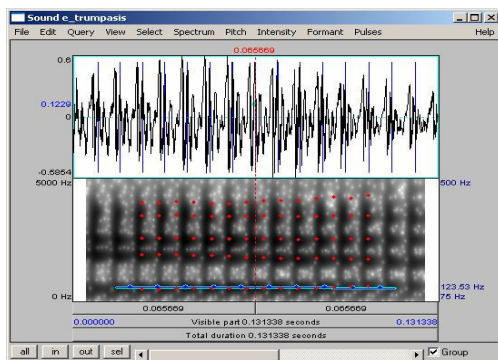 Sound e_trumpasis
File Edit Query View Select Spectrum Pitch Intensity Formant Pulses Help
0.065669
0.6
0.1229
0
-0.5854
5000 Hz 500 Hz
123.53 Hz
0 Hz 75 Hz
0.065669 0.065669
0.000000 Visible part 0.131338 seconds 0.131338
Total duration 0.131338 seconds
all in out sel Group